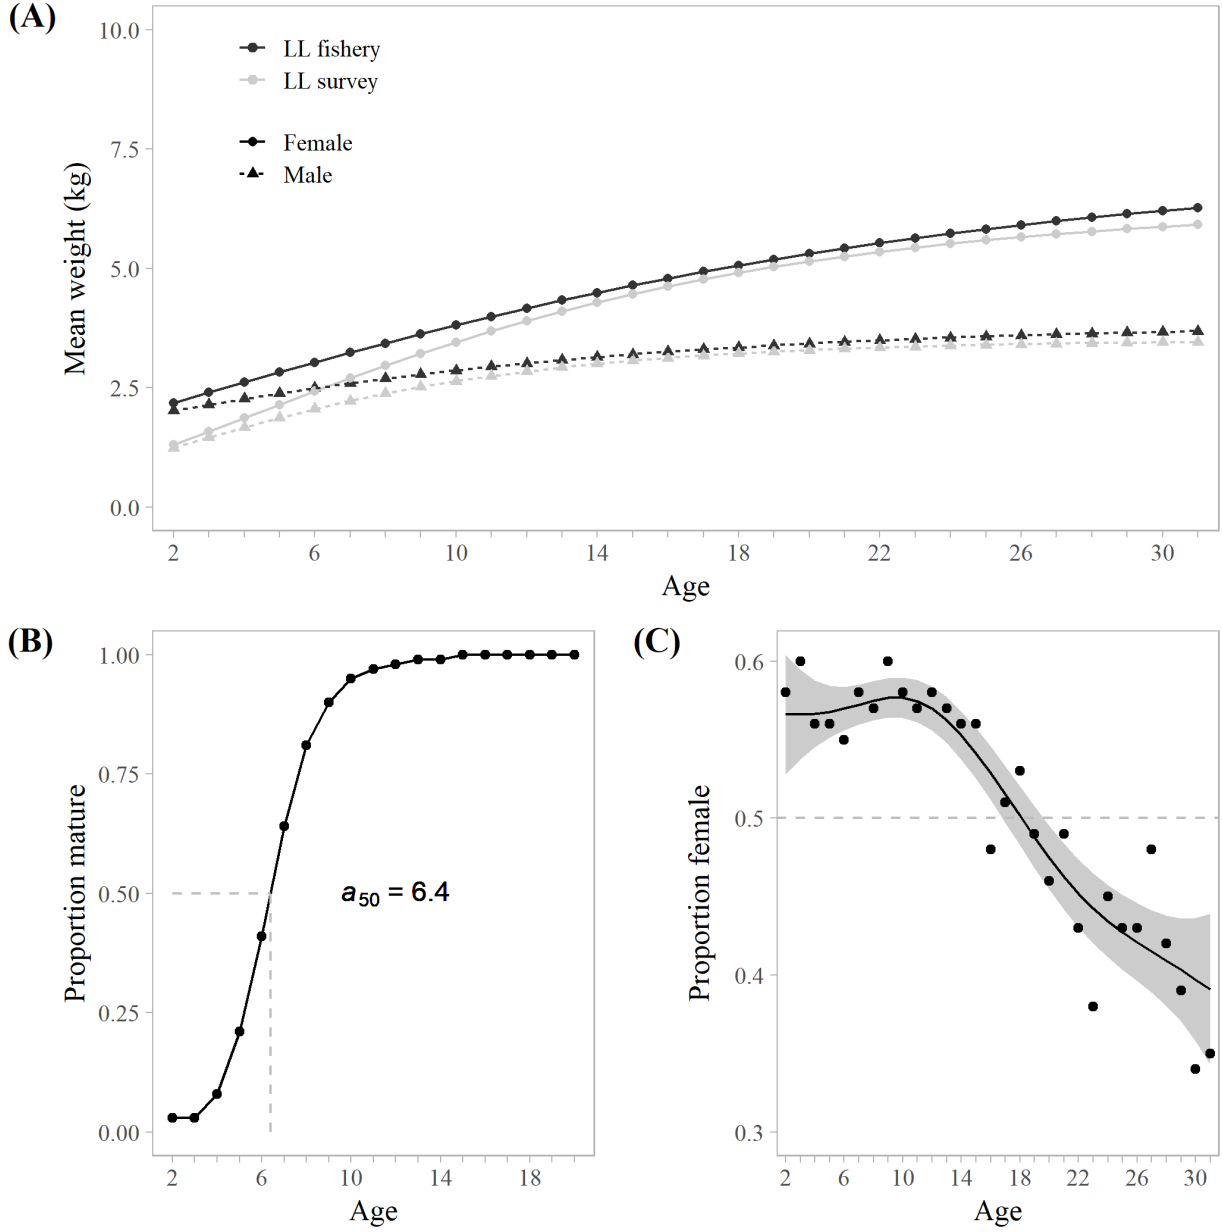 (A)
Mean weight (kg)
10.0
7.5
5.0
2.5
0.0
LL fishery
LL survey
Female
Male
2 6 10 14 18 22 26 30
Age
(B)
Proportion mature
1.00
0.75
0.50
0.25
0.00
a50 = 6.4
2 6 10 14 18
Age
(C)
Proportion female
0.6
0.5
0.4
0.3
2 6 10 14 18 22 26 30
Age